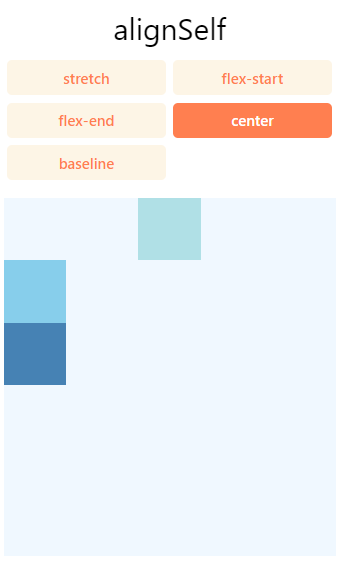 alignSelf
stretch
flex-start
flex-end
center
baseline